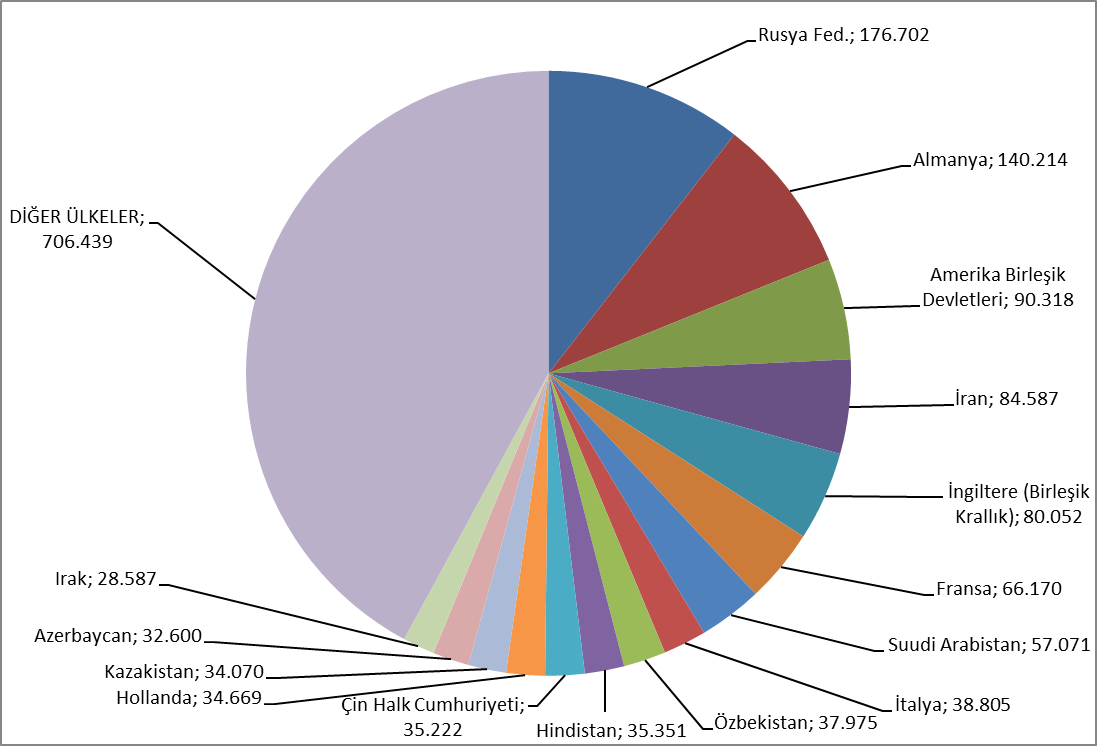 Rusya Fed.; 176.702
Almanya; 140.214
Amerika Birleşik
Devletleri; 90.318
İran; 84.587
İngiltere (Birleşik
Krallık); 80.052
Fransa; 66.170
Suudi Arabistan; 57.071
İtalya; 38.805
Özbekistan; 37.975
Hindistan; 35.351
Çin Halk Cumhuriyeti;
35.222
Hollanda; 34.669
Kazakistan; 34.070
Azerbaycan; 32.600
Irak; 28.587
DİĞER ÜLKELER;
706.439